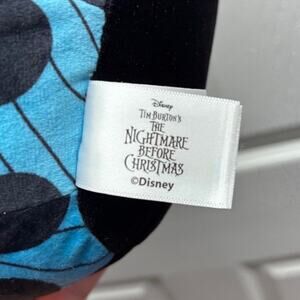 Disney
TIM BURTON'S
THE
NIGHTMARE
BEFORE
CHRISTMAS
©Disney